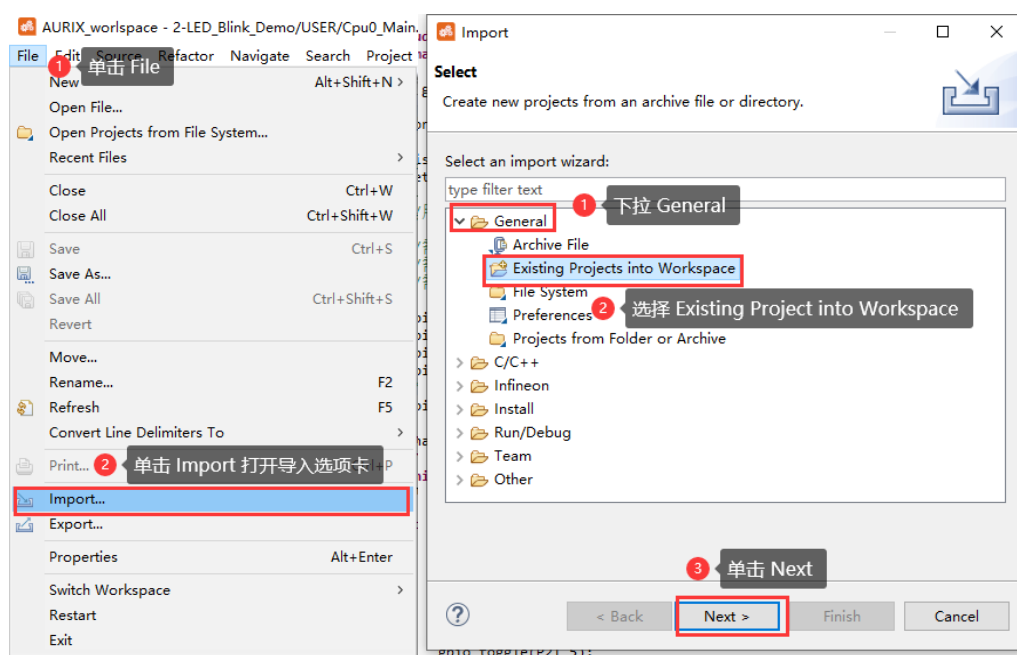 AURIX_worlspace - 2-LED_Blink_Demo/USER/Cpu0_Main.
File Edit Source Refactor Navigate Search Project
1 单击 File
New Alt+Shift+N >
Open File...
Open Projects from File System...
Recent Files >
Close Ctrl+W
Close All Ctrl+Shift+W
Save Ctrl+S
Save As...
Save All Ctrl+Shift+S
Revert
Move...
Rename... F2
Refresh F5
Convert Line Delimiters To >
Print... 2 单击 Import 打开导入选项卡 +P
Import...
Export...
Properties Alt+Enter
Switch Workspace >
Restart
Exit
Import
Select
Create new projects from an archive file or directory.
Select an import wizard:
type filter text
1 下拉 General
General
Archive File
Existing Projects into Workspace
File System
2 选择 Existing Project into Workspace
Preferences
Projects from Folder or Archive
> C/C++
> Infineon
> Install
> Run/Debug
> Team
> Other
3 单击 Next
? < Back Next > Finish Cancel